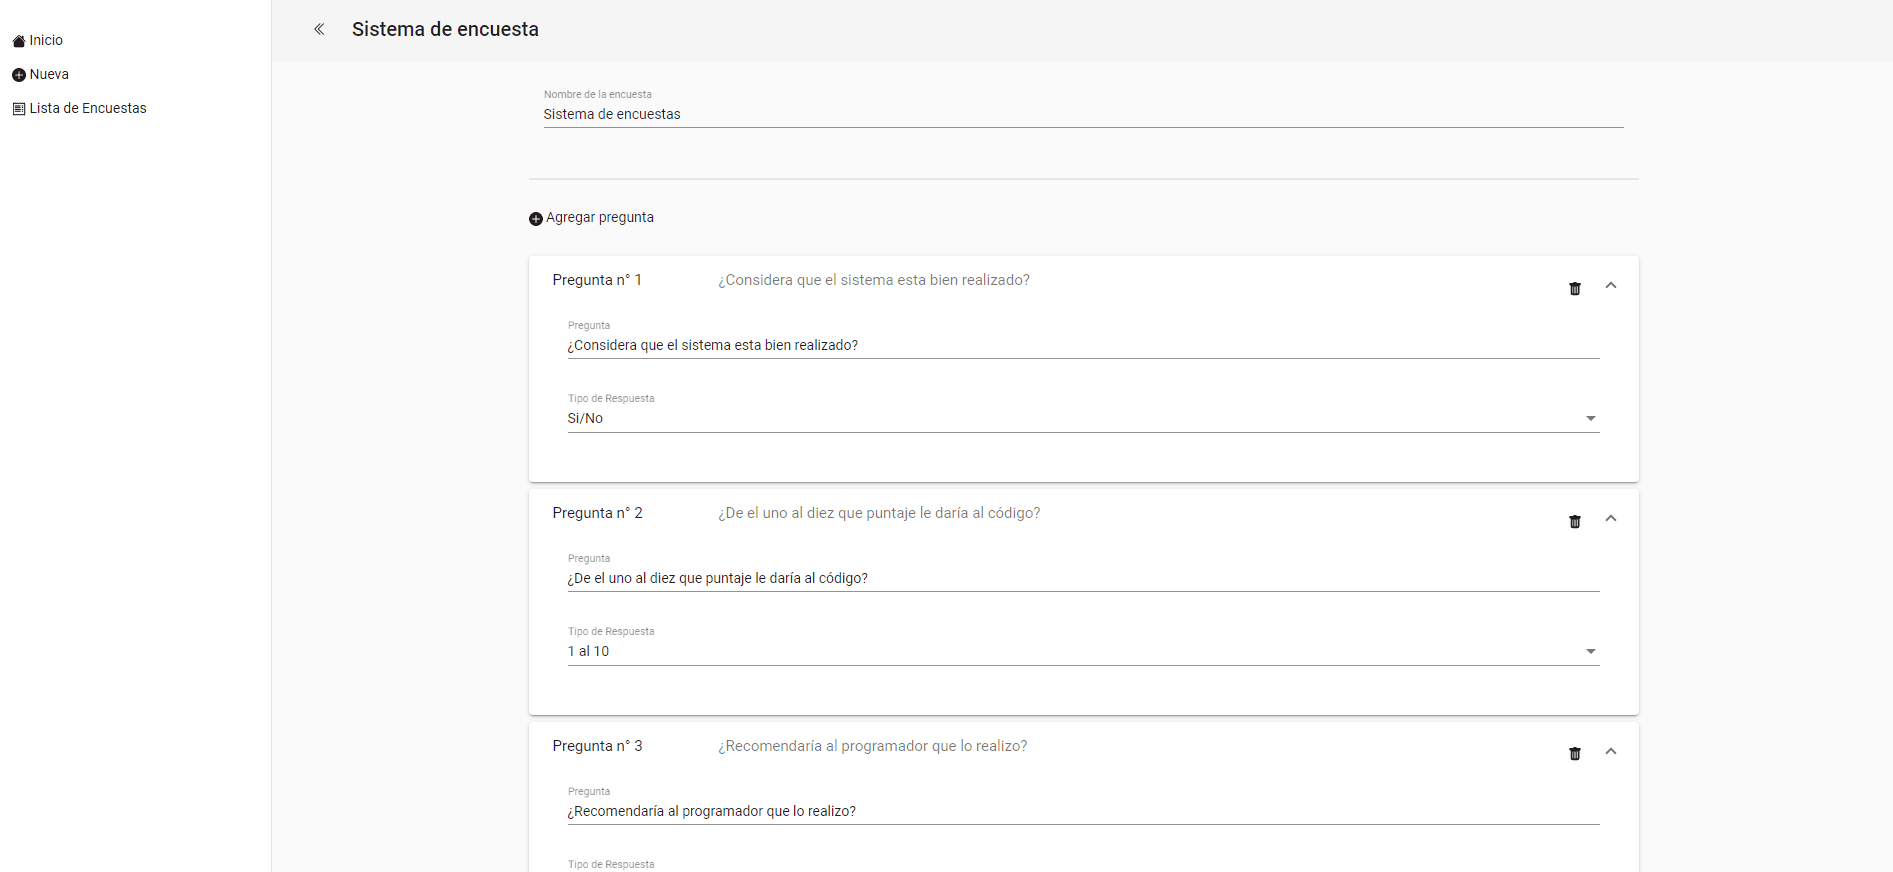 Inicio
Nueva
Lista de Encuestas
Sistema de encuesta
Nombre de la encuesta
Sistema de encuestas
Agregar pregunta
Pregunta n° 1 ¿Considera que el sistema esta bien realizado?
Pregunta
¿Considera que el sistema esta bien realizado?
Tipo de Respuesta
Si/No
Pregunta n° 2 ¿De el uno al diez que puntaje le daría al código?
Pregunta
¿De el uno al diez que puntaje le daría al código?
Tipo de Respuesta
1 al 10
Pregunta n° 3 ¿Recomendaría al programador que lo realizo?
Pregunta
¿Recomendaría al programador que lo realizo?
Tipo de Respuesta